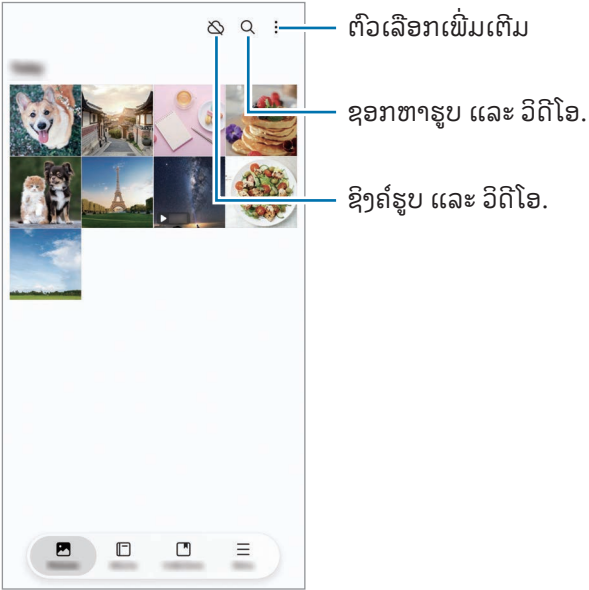 ຕົວເລືອກເພີ່ມເຕີມ
ຊອກຫາຮູບ ແລະ ວິດີໂອ.
ຊິງຄ໌ຮູບ ແລະ ວິດີໂອ.